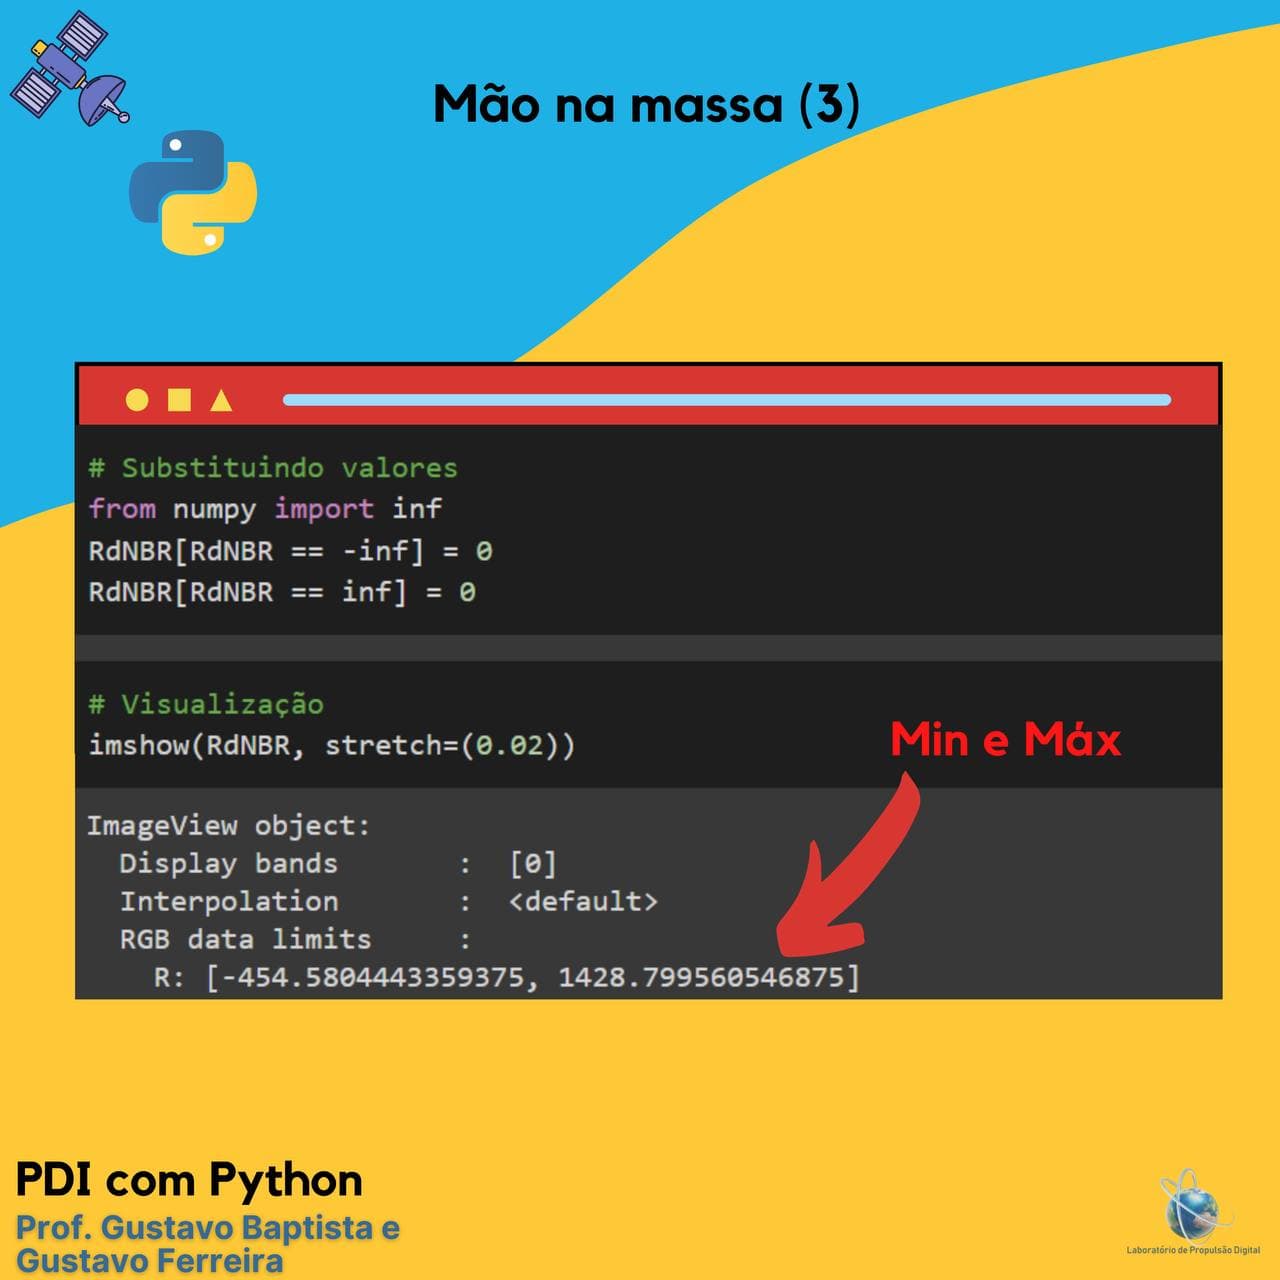 Mão na massa (3)
# Substituindo valores
from numpy import inf
RdNBR[RdNBR == -inf] = 0
RdNBR[RdNBR == inf] = 0
# Visualização
imshow(RdNBR, stretch=(0.02))
Min e Máx
ImageView object:
Display bands : [0]
Interpolation : <default>
RGB data limits :
R: [-454.5804443359375, 1428.799560546875]
PDI com Python
Prof. Gustavo Baptista e
Gustavo Ferreira
Laboratório de Propulsão Digital